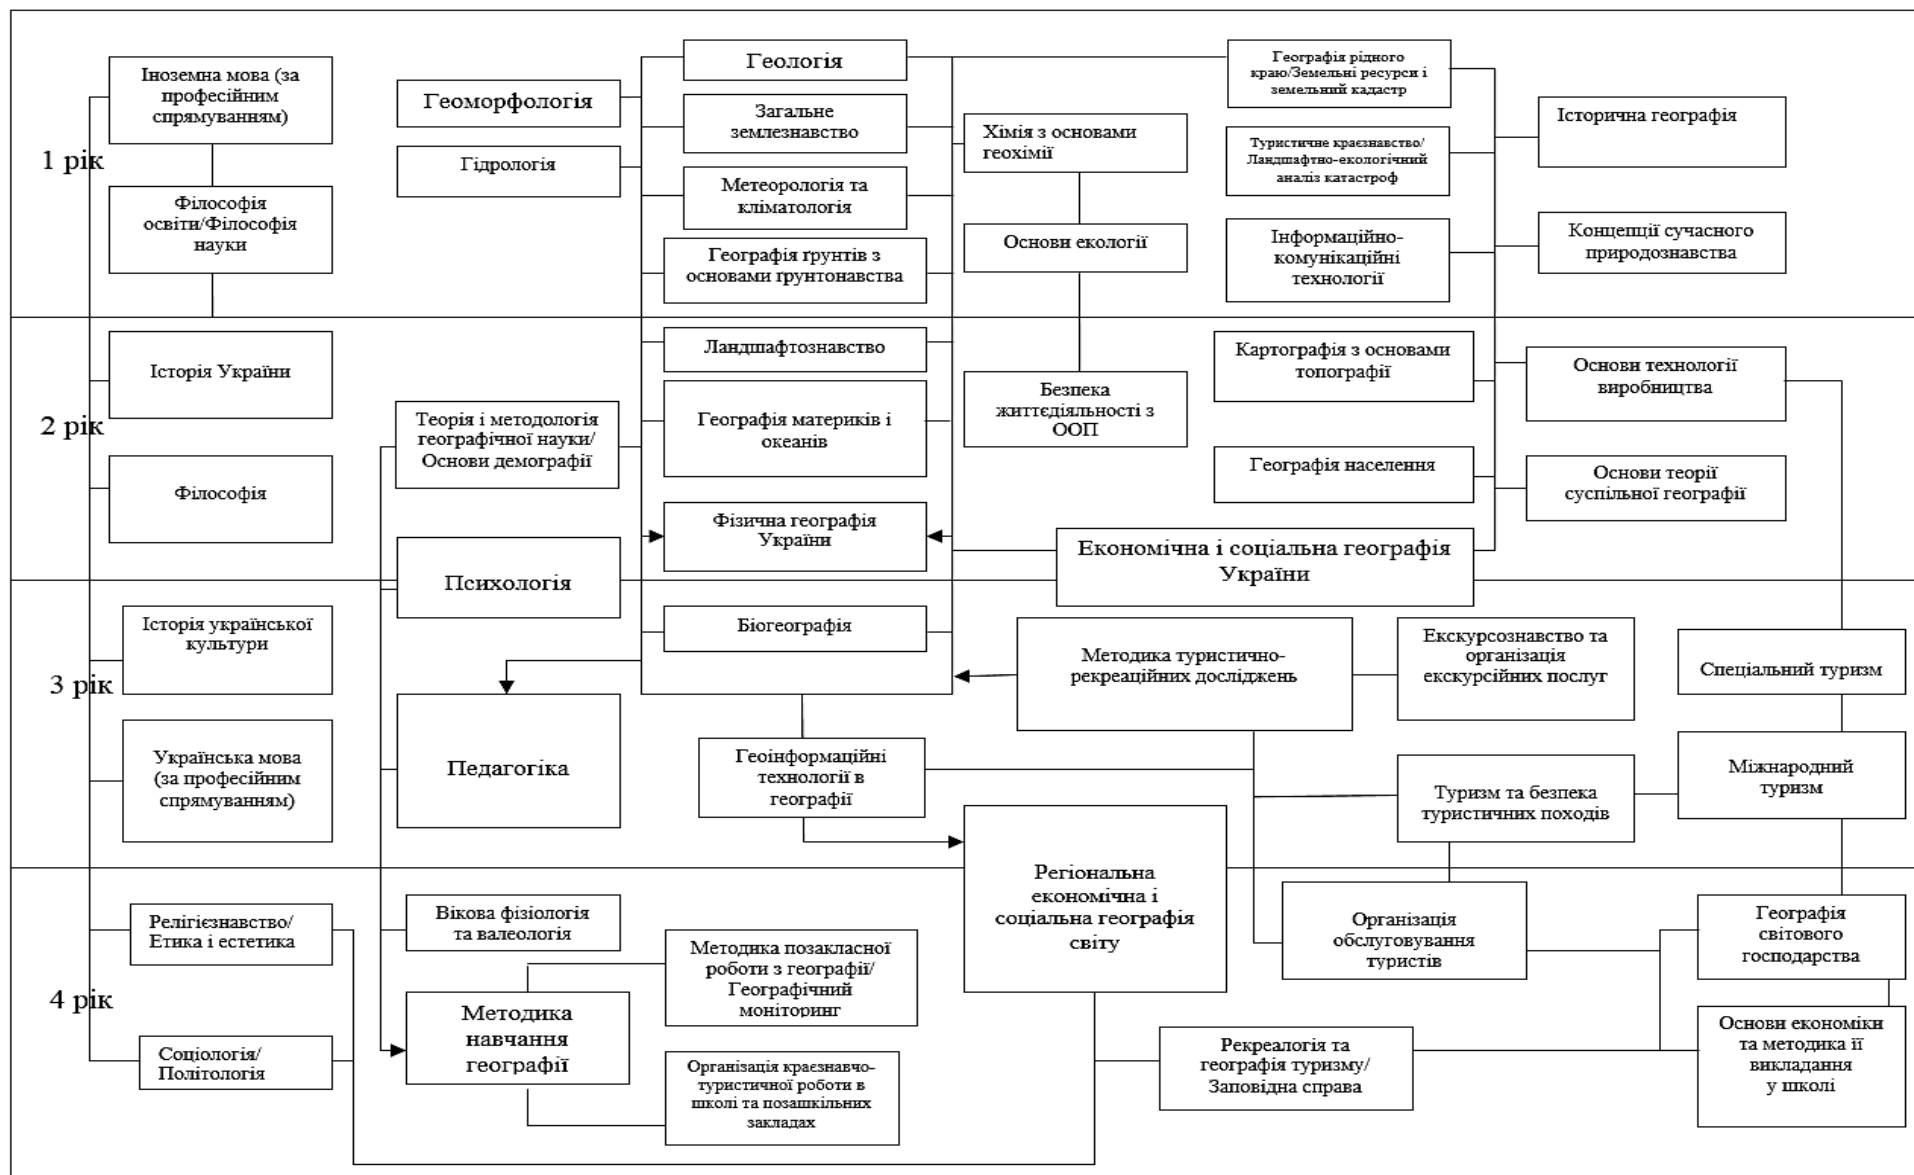 1 рік
Іноземна мова (за
професійним
спрямуванням)
Філософія
освіти/Філософія
науки
Геоморфологія
Гідрологія
Геологія
Загальне
землезнавство
Метеорологія та
кліматологія
Географія ґрунтів з
основами ґрунтонавства
Хімія з основами
геохімії
Основи екології
Географія рідного
краю/Земельні ресурси і
земельний кадастр
Туристичне краєзнавство/
Ландшафтно-екологічний
аналіз катастроф
Інформаційно-
комунікаційні
технології
Історична географія
Концепції сучасного
природознавства
2 рік
Історія України
Філософія
Теорія і методологія
географічної науки/
Основи демографії
Ландшафтознавство
Географія материків і
океанів
Фізична географія
України
Безпека
життєдіяльності з
ООП
Картографія з основами
топографії
Географія населення
Основи технології
виробництва
Основи теорії
суспільної географії
Економічна і соціальна географія
України
Психологія
3 рік
Історія української
культури
Українська мова
(за професійним
спрямуванням)
Педагогіка
Біогеографія
Геоінформаційні
технології в
географії
Методика туристично-
рекреаційних досліджень
Екскурсознавство та
організація
екскурсійних послуг
Спеціальний туризм
Туризм та безпека
туристичних походів
Міжнародний
туризм
Регіональна
економічна і
соціальна географія
світу
4 рік
Релігієзнавство/
Етика і естетика
Соціологія/
Політологія
Вікова фізіологія
та валеологія
Методика
навчання
географії
Методика позакласної
роботи з географії/
Географічний
моніторинг
Організація краєзнавчо-
туристичної роботи в
школі та позашкільних
закладах
Організація
обслуговування
туристів
Рекреалогія та
географія туризму/
Заповідна справа
Географія
світового
господарства
Основи економіки
та методика її
викладання
у школі